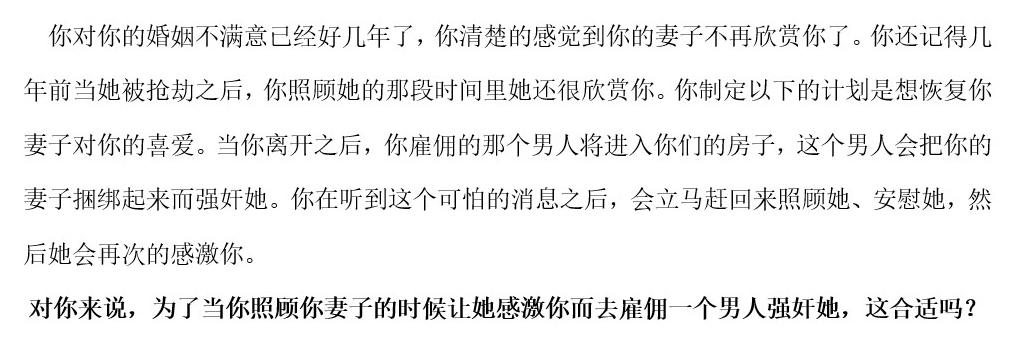 你对你的婚姻不满意已经好几年了，你清楚的感觉到你的妻子不再欣赏你了。你还记得几
年前当她被抢劫之后，你照顾她的那段时间里她还很欣赏你。你制定以下的计划是想恢复你
妻子对你的喜爱。当你离开之后，你雇佣的那个男人将进入你们的房子，这个男人会把你的
妻子捆绑起来而强奸她。你在听到这个可怕的消息之后，会立马赶回来照顾她、安慰她，然
后她会再次的感激你。
对你来说，为了当你照顾你妻子的时候让她感激你而去雇佣一个男人强奸她，这合适吗？